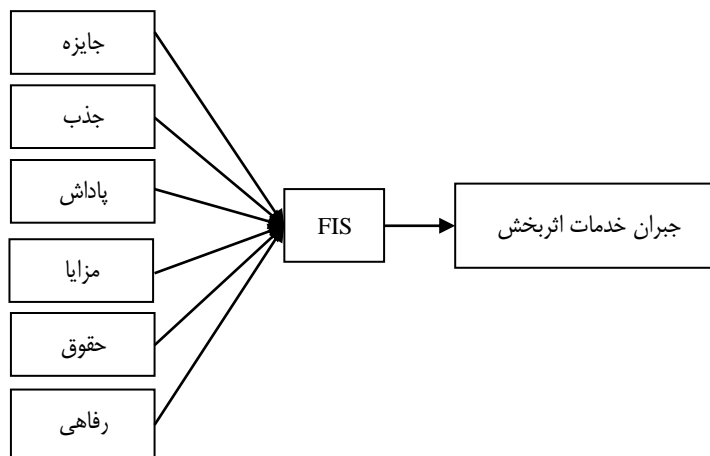 جایزه
جذب
پاداش
مزایا
حقوق
رفاهی
FIS
جبران خدمات اثربخش